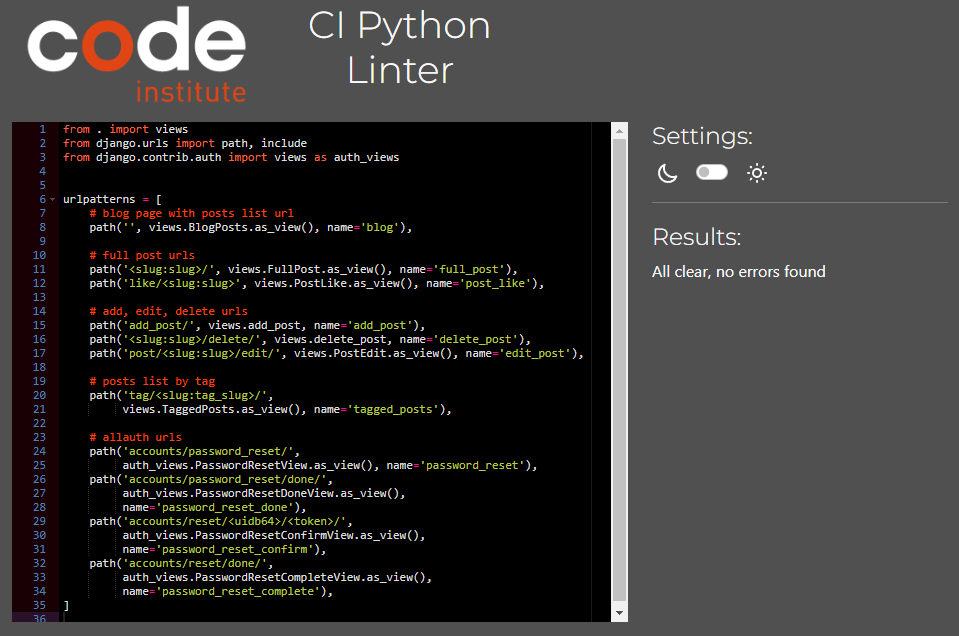 code
institute
CI Python
Linter
1 from . import views
2 from django.urls import path, include
3 from django.contrib.auth import views as auth_views
4
5
6 urlpatterns = [
7     # blog page with posts list url
8     path('', views.BlogPosts.as_view(), name='blog'),
9
10     # full post urls
11     path('<slug:slug>/', views.FullPost.as_view(), name='full_post'),
12     path('like/<slug:slug>', views.PostLike.as_view(), name='post_like'),
13
14     # add, edit, delete urls
15     path('add_post/', views.add_post, name='add_post'),
16     path('<slug:slug>/delete/', views.delete_post, name='delete_post'),
17     path('post/<slug:slug>/edit/', views.PostEdit.as_view(), name='edit_post'),
18
19     # posts list by tag
20     path('tag/<slug:tag_slug>/',
21          views.TaggedPosts.as_view(), name='tagged_posts'),
22
23     # allauth urls
24     path('accounts/password_reset/',
25          auth_views.PasswordResetView.as_view(), name='password_reset'),
26     path('accounts/password_reset/done/',
27          auth_views.PasswordResetDoneView.as_view(),
28          name='password_reset_done'),
29     path('accounts/reset/<uidb64>/<token>/',
30          auth_views.PasswordResetConfirmView.as_view(),
31          name='password_reset_confirm'),
32     path('accounts/reset/done/',
33          auth_views.PasswordResetCompleteView.as_view(),
34          name='password_reset_complete'),
35 ]
36
Settings:
Results:
All clear, no errors found